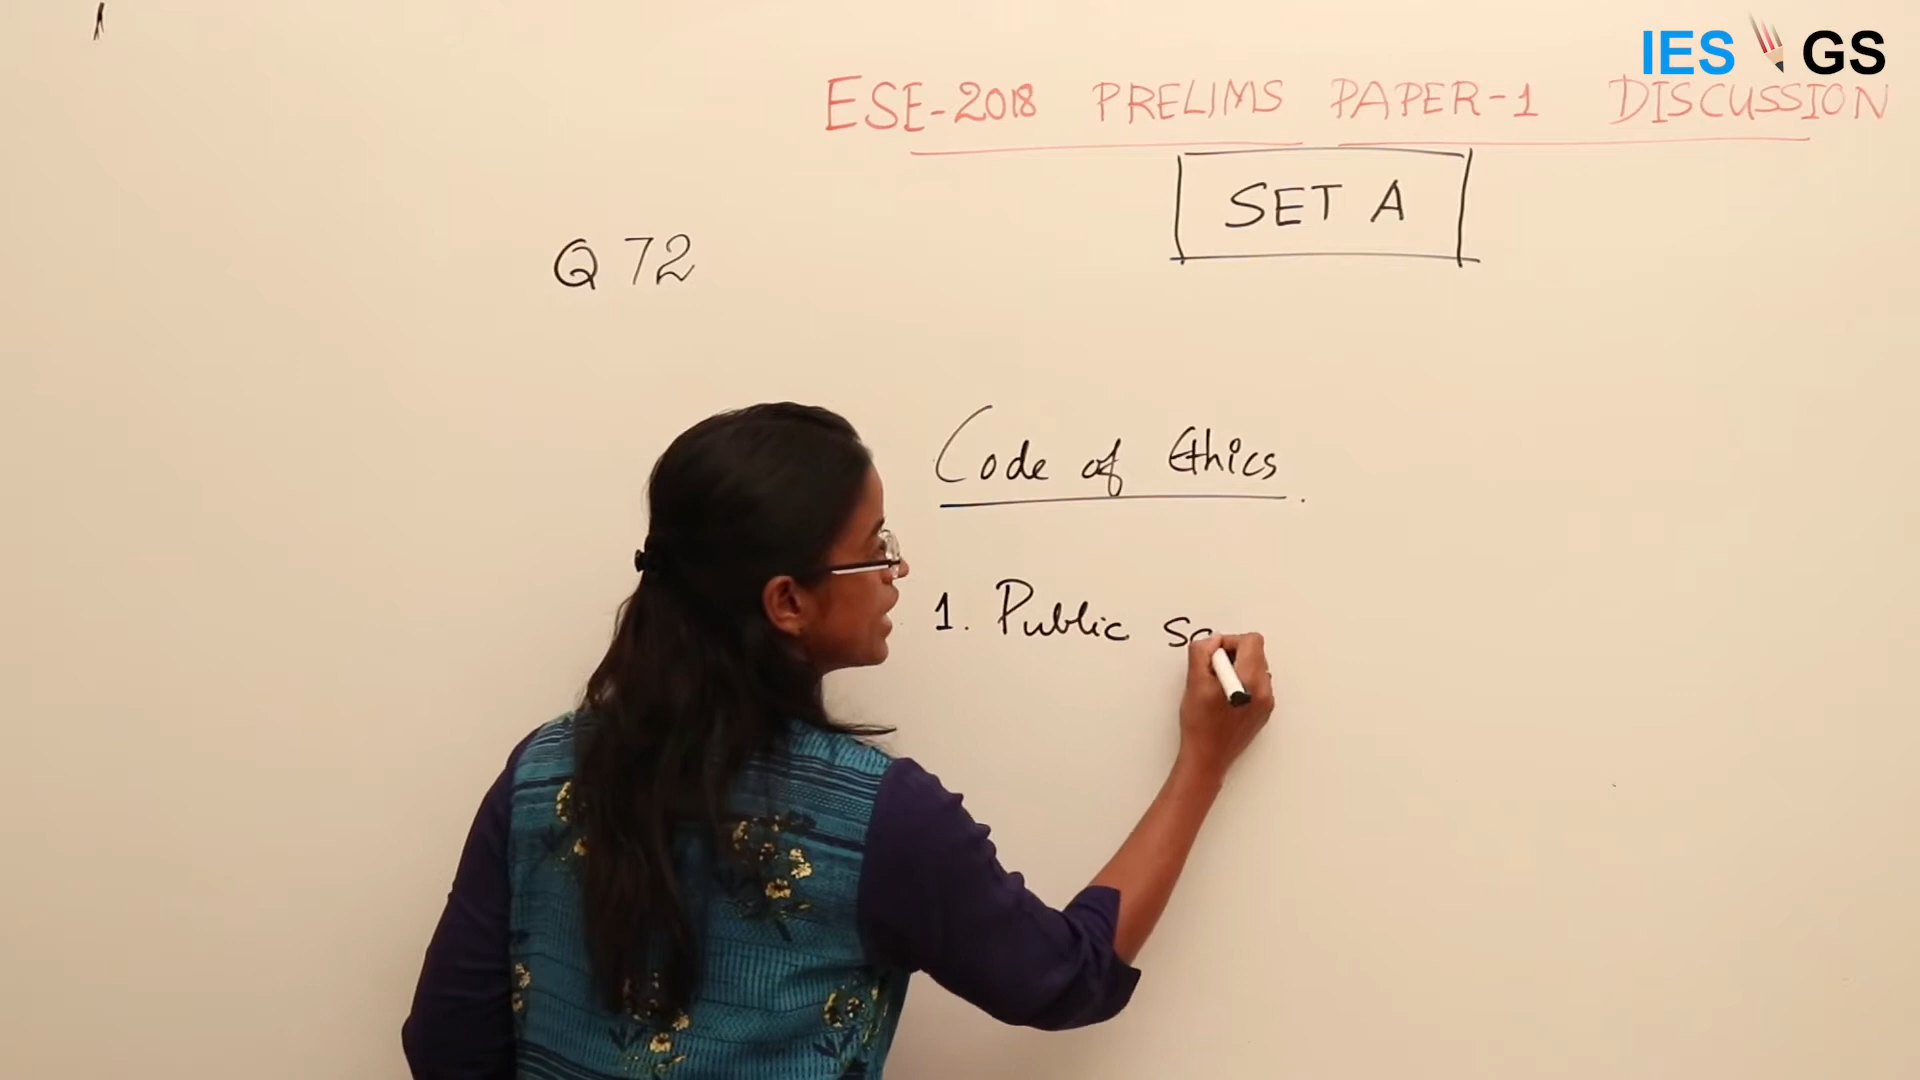 IES GS
ESE-2018 PRELIMS PAPER-1 DISCUSSION
SET A
Q 72
Code of Ethics.
1. Public